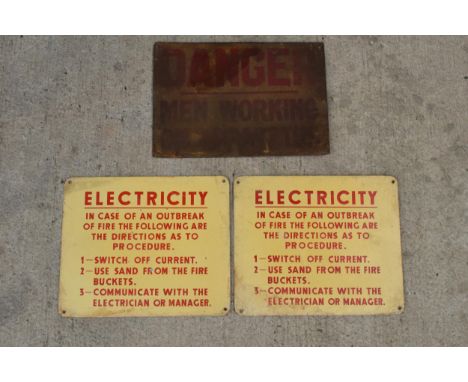 DANGER
MEN WORKING
ELECTRICITY
IN CASE OF AN OUTBREAK
OF FIRE THE FOLLOWING ARE
THE DIRECTIONS AS TO
PROCEDURE.
1—SWITCH OFF CURRENT.
2—USE SAND FROM THE FIRE
BUCKETS.
3—COMMUNICATE WITH THE
ELECTRICIAN OR MANAGER.
ELECTRICITY
IN CASE OF AN OUTBREAK
OF FIRE THE FOLLOWING ARE
THE DIRECTIONS AS TO
PROCEDURE.
1—SWITCH OFF CURRENT.
2—USE SAND FROM THE FIRE
BUCKETS.
3—COMMUNICATE WITH THE
ELECTRICIAN OR MANAGER.